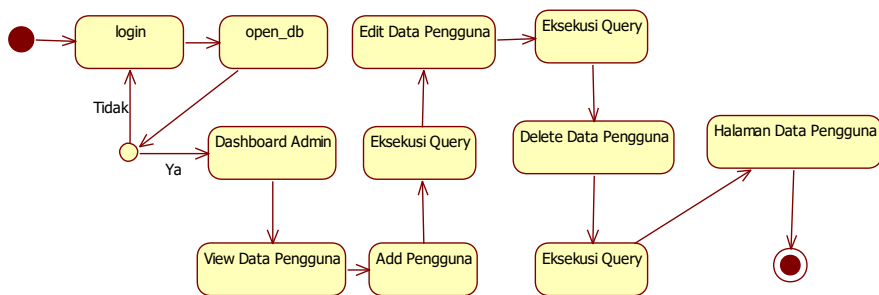 login
open_db
Edit Data Pengguna
Eksekusi Query
Tidak
Ya
Dashboard Admin
Eksekusi Query
Delete Data Pengguna
Halaman Data Pengguna
View Data Pengguna
Add Pengguna
Eksekusi Query